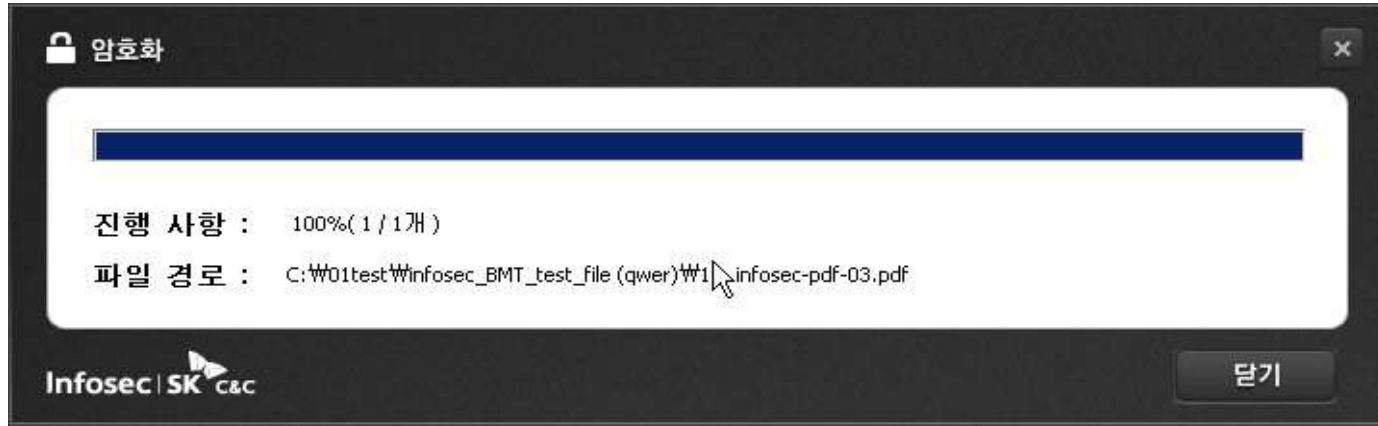 암호화
진행 사항 : 100%( 1 / 1개 )
파일 경로 : C:₩01test₩infosec_BMT_test_file (qwer)₩1 infosec-pdf-03.pdf
Infosec | SK C&C
닫기